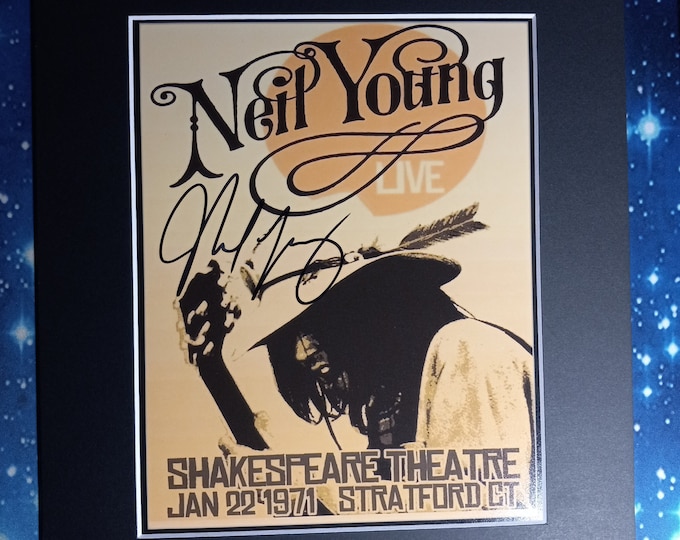 Neil Young
LIVE
SHAKESPEARE THEATRE
JAN 22 1971 STRATFORD CT.